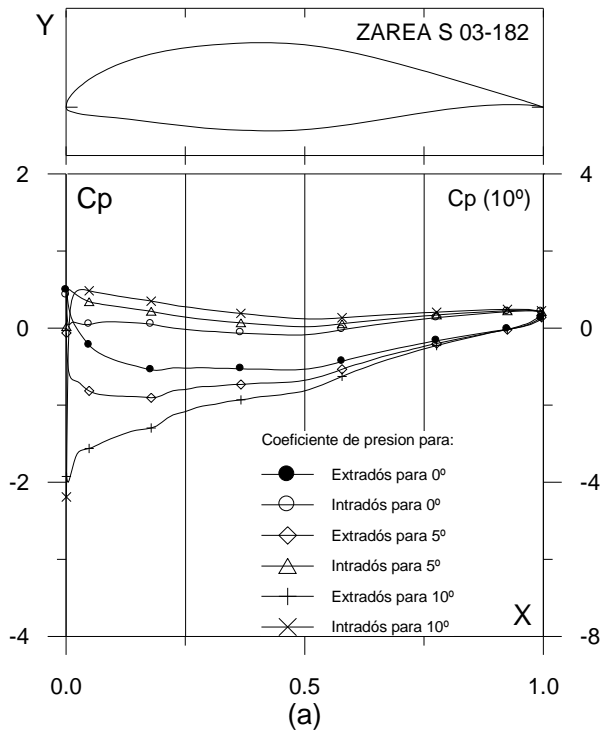 Y
ZAREA S 03-182
2
4
Cp
Cp (10º)
0
0
Coeficiente de presion para:
Extradós para 0º
Intradós para 0º
Extradós para 5º
Intradós para 5º
Extradós para 10º
Intradós para 10º
-2
-4
X
-4
-8
0.0
0.5
1.0
(a)